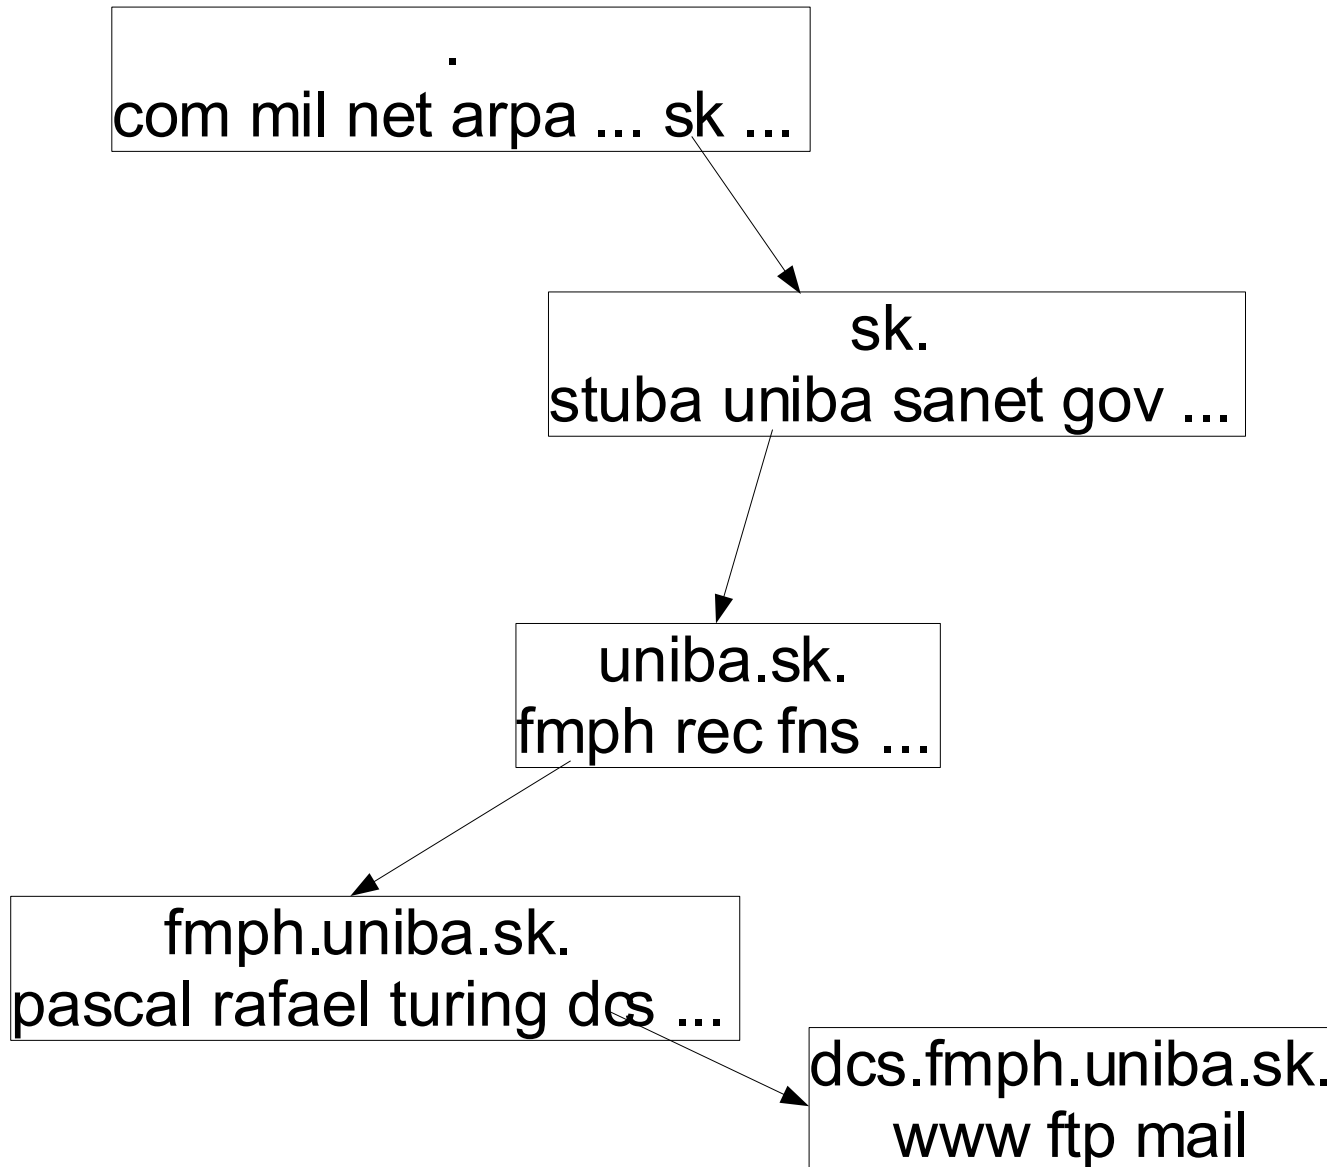 .
com mil net arpa ... sk ...
sk.
stuba uniba sanet gov ...
uniba.sk.
fmph rec fns ...
fmph.uniba.sk.
pascal rafael turing dcs ...
dcs.fmph.uniba.sk.
www ftp mail